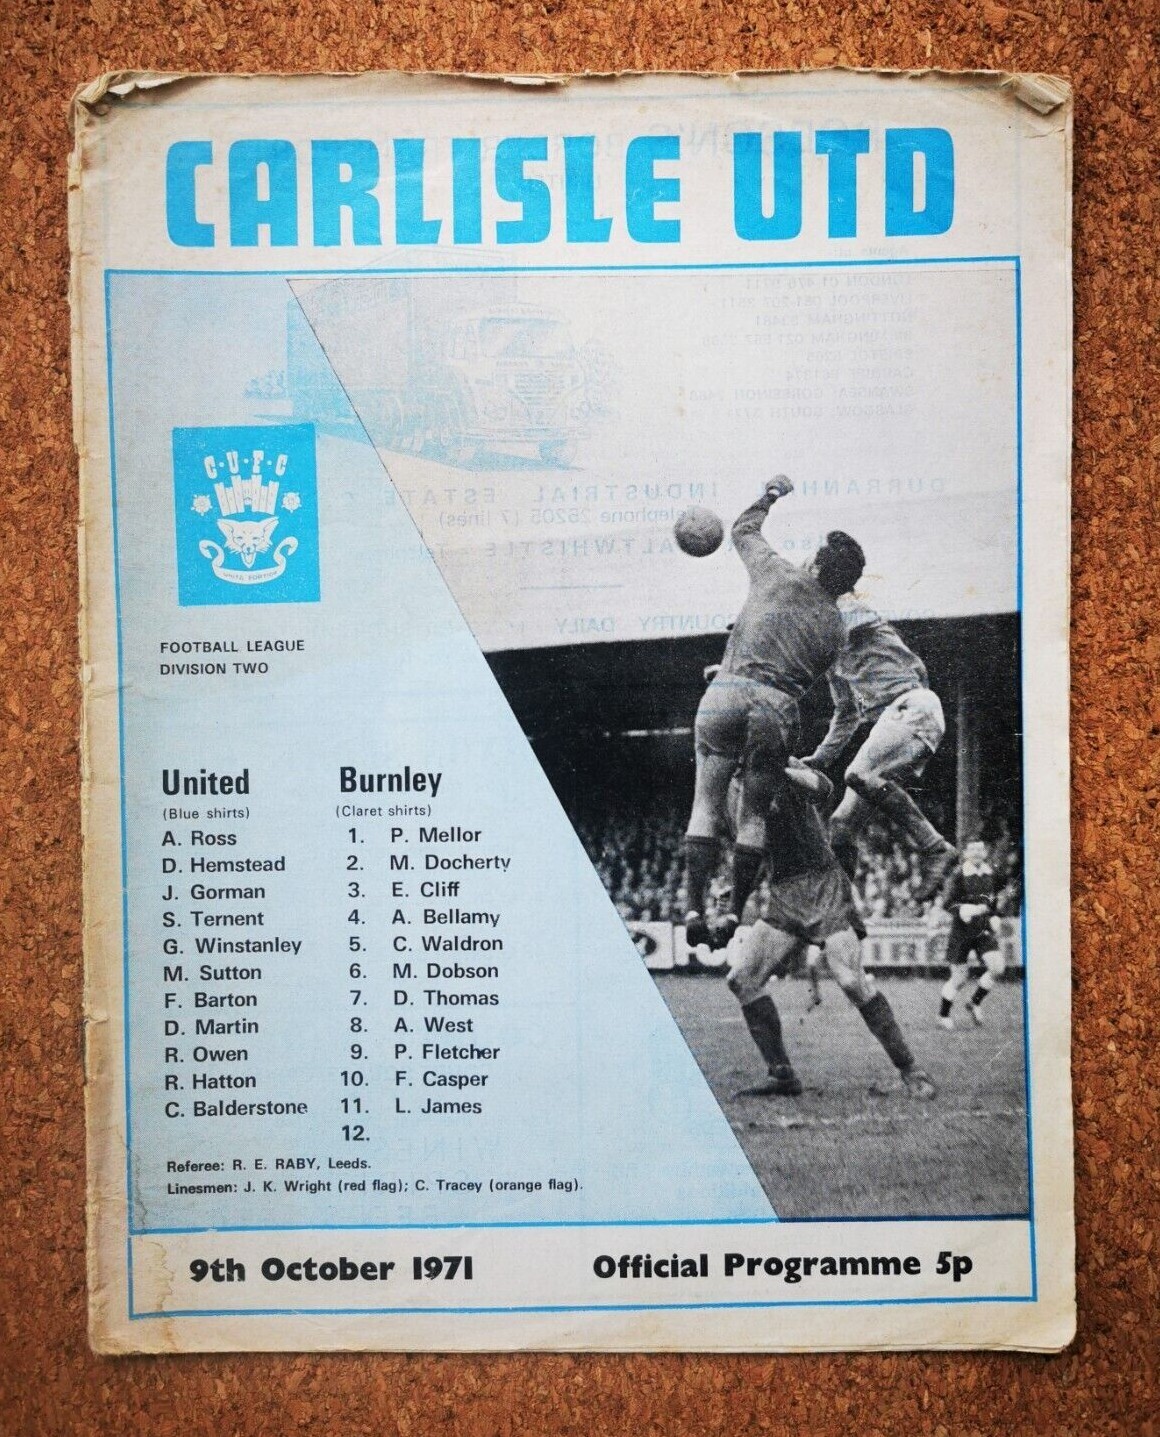 CARLISLE UTD
C·U·F·C
FOOTBALL LEAGUE
DIVISION TWO
United Burnley
(Blue shirts) (Claret shirts)
A. Ross 1. P. Mellor
D. Hemstead 2. M. Docherty
J. Gorman 3. E. Cliff
S. Ternent 4. A. Bellamy
G. Winstanley 5. C. Waldron
M. Sutton 6. M. Dobson
F. Barton 7. D. Thomas
D. Martin 8. A. West
R. Owen 9. P. Fletcher
R. Hatton 10. F. Casper
C. Balderstone 11. L. James
12.
Referee: R. E. RABY, Leeds.
Linesmen: J. K. Wright (red flag); C. Tracey (orange flag).
9th October 1971 Official Programme 5p